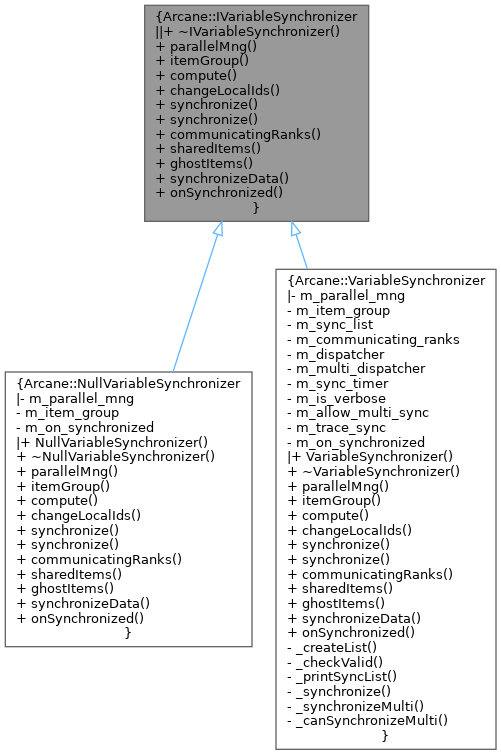 {Arcane::IVariableSynchronizer
||+ ~IVariableSynchronizer()
+ parallelMng()
+ itemGroup()
+ compute()
+ changeLocalIds()
+ synchronize()
+ synchronize()
+ communicatingRanks()
+ sharedItems()
+ ghostItems()
+ synchronizeData()
+ onSynchronized()
}
{Arcane::NullVariableSynchronizer
|- m_parallel_mng
- m_item_group
- m_on_synchronized
|+ NullVariableSynchronizer()
+ ~NullVariableSynchronizer()
+ parallelMng()
+ itemGroup()
+ compute()
+ changeLocalIds()
+ synchronize()
+ synchronize()
+ communicatingRanks()
+ sharedItems()
+ ghostItems()
+ synchronizeData()
+ onSynchronized()
}
{Arcane::VariableSynchronizer
|- m_parallel_mng
- m_item_group
- m_sync_list
- m_communicating_ranks
- m_dispatcher
- m_multi_dispatcher
- m_sync_timer
- m_is_verbose
- m_allow_multi_sync
- m_trace_sync
- m_on_synchronized
|+ VariableSynchronizer()
+ ~VariableSynchronizer()
+ parallelMng()
+ itemGroup()
+ compute()
+ changeLocalIds()
+ synchronize()
+ synchronize()
+ communicatingRanks()
+ sharedItems()
+ ghostItems()
+ synchronizeData()
+ onSynchronized()
- _createList()
- _checkValid()
- _printSyncList()
- _synchronize()
- _synchronizeMulti()
- _canSynchronizeMulti()
}